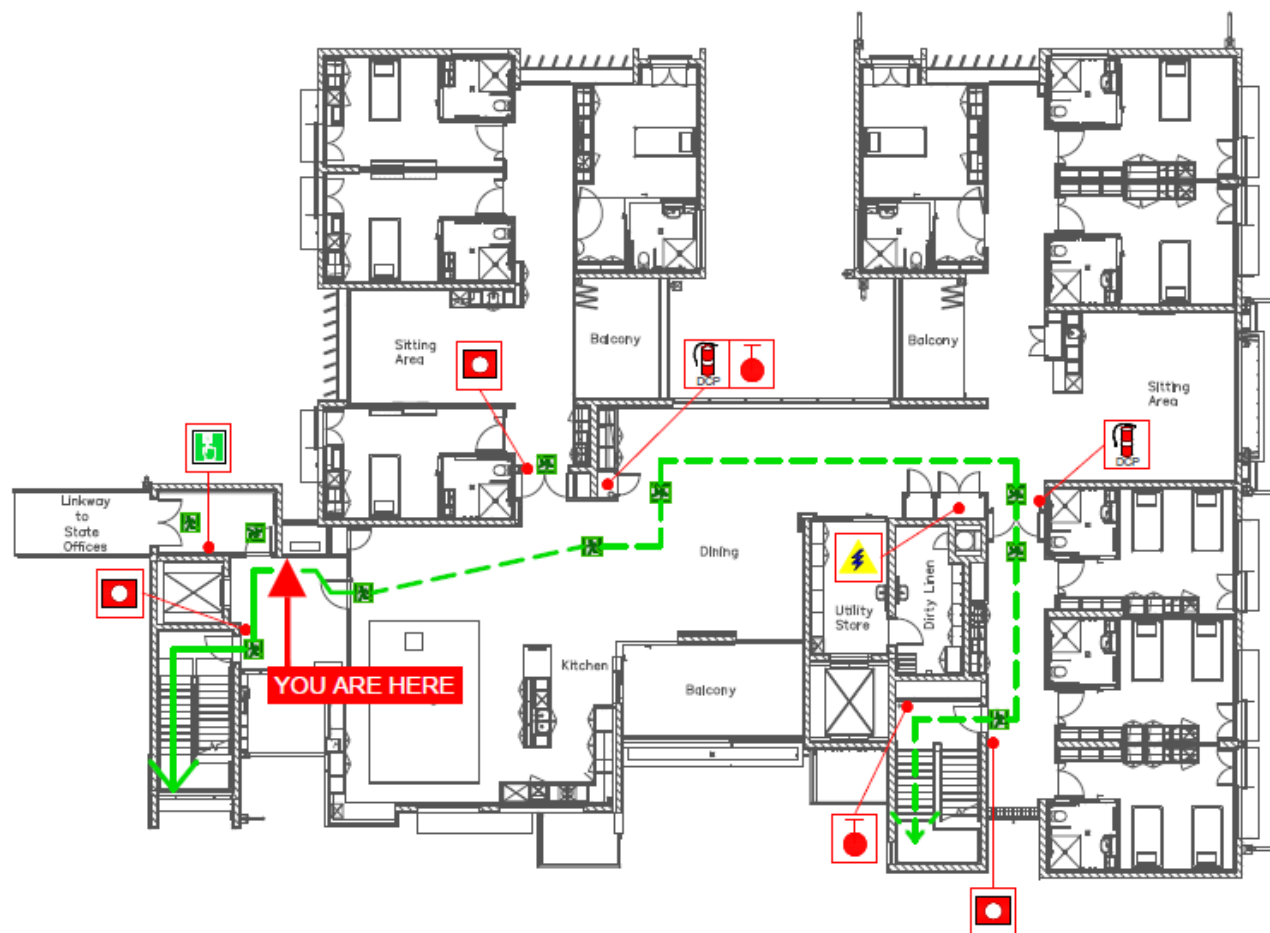 Sitting
Area
Balcony
DCP
Balcony
Sitting
Area
DCP
Linkway
to
State
Offices
Dining
Utility
Store
Dirty Linen
Kitchen
Balcony
YOU ARE HERE